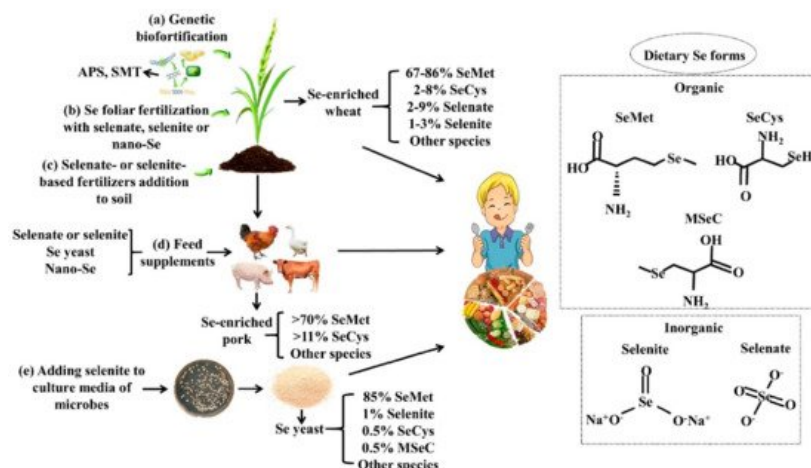 (a) Genetic
biofortification
APS, SMT
(b) Se foliar fertilization
with selenate, selenite or
nano-Se
(c) Selenate- or selenite-
based fertilizers addition
to soil
Se-enriched
wheat
67-86% SeMet
2-8% SeCys
2-9% Selenate
1-3% Selenite
Other species
Selenate or selenite
Se yeast
Nano-Se
(d) Feed
supplements
Se-enriched
pork
>70% SeMet
>11% SeCys
Other species
(e) Adding selenite to
culture media of
microbes
Se yeast
85% SeMet
1% Selenite
0.5% SeCys
0.5% MSeC
Other species
Dietary Se forms
Organic
SeMet
O
HO
Se
NH₂
SeCys
NH₂
HO
SeH
O
MSeC
OH
Se
O
NH₂
Inorganic
Selenite
O
Se
Na⁺O⁻
O⁻Na⁺
Selenate
O⁻
O
Se
O
O⁻